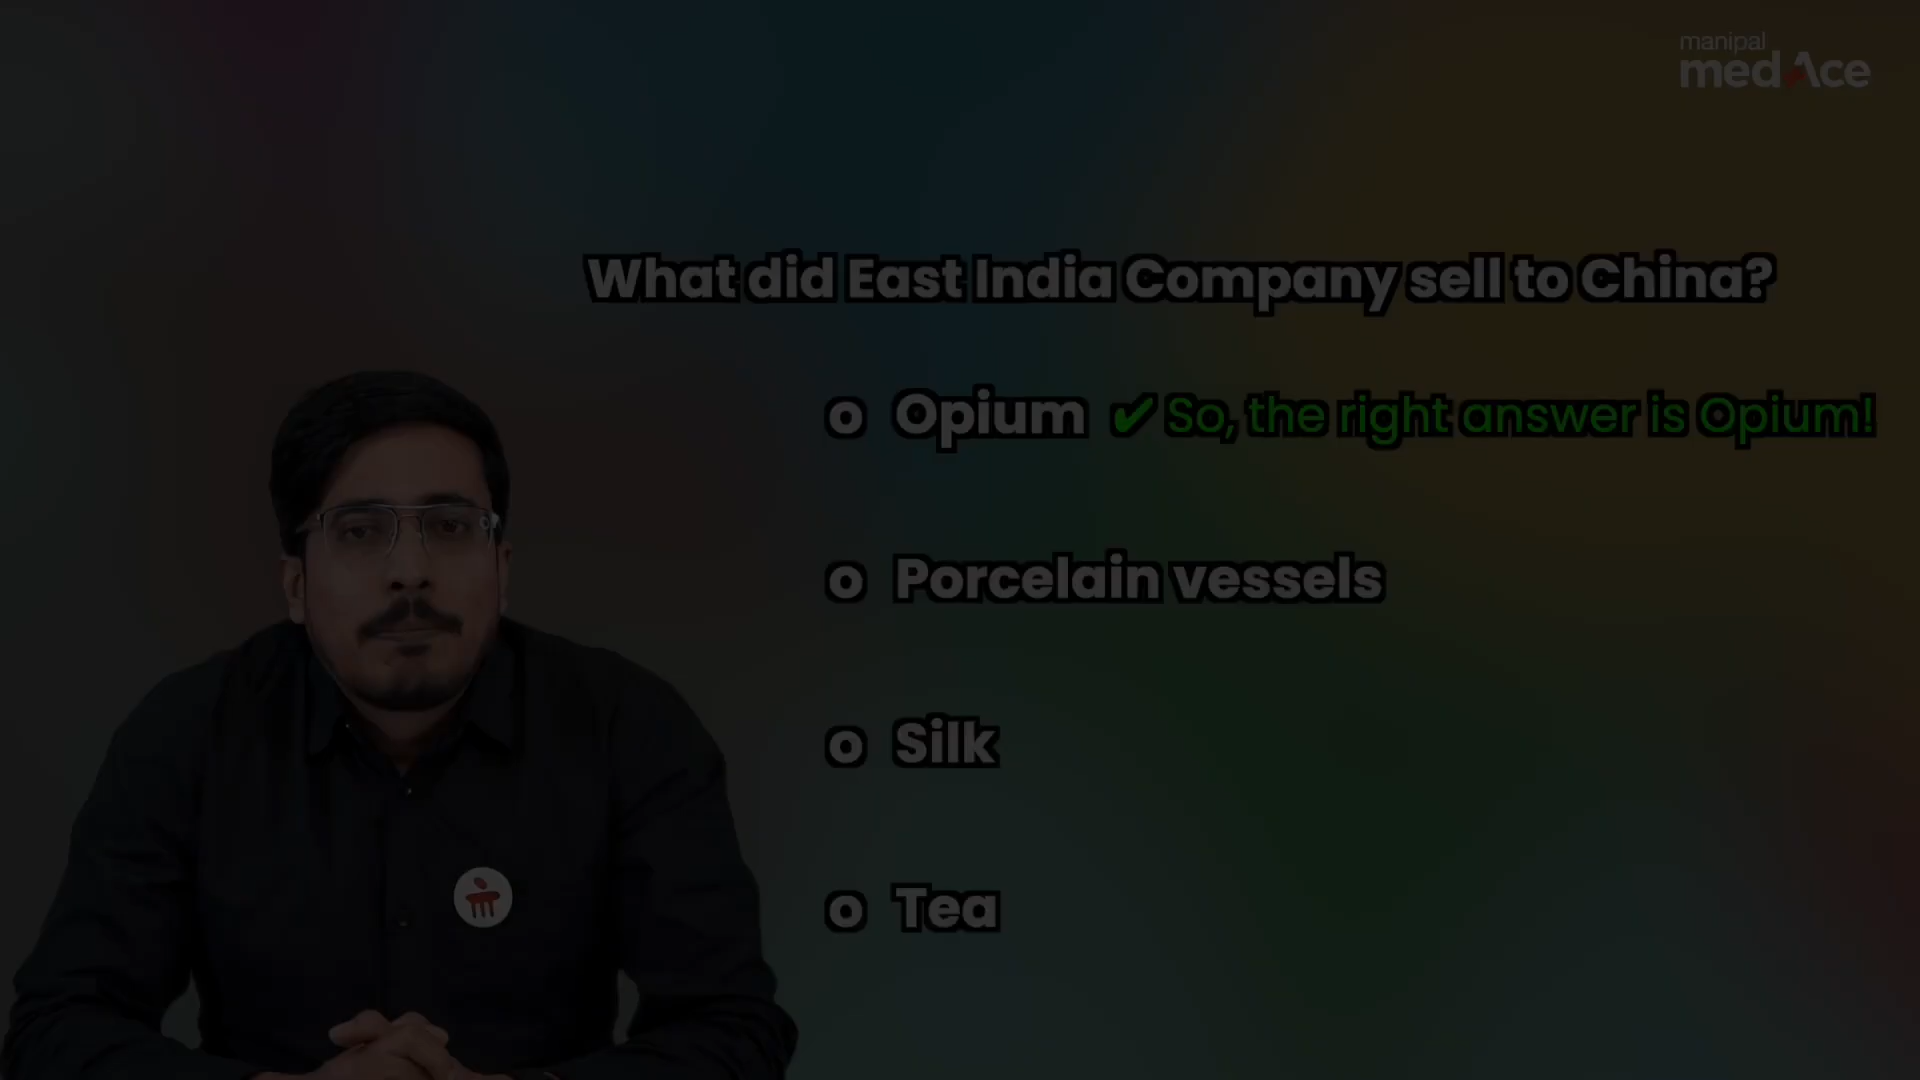 manipal
medAce
What did East India Company sell to China?
o Opium ✔ So, the right answer is Opium!
o Porcelain vessels
o Silk
o Tea